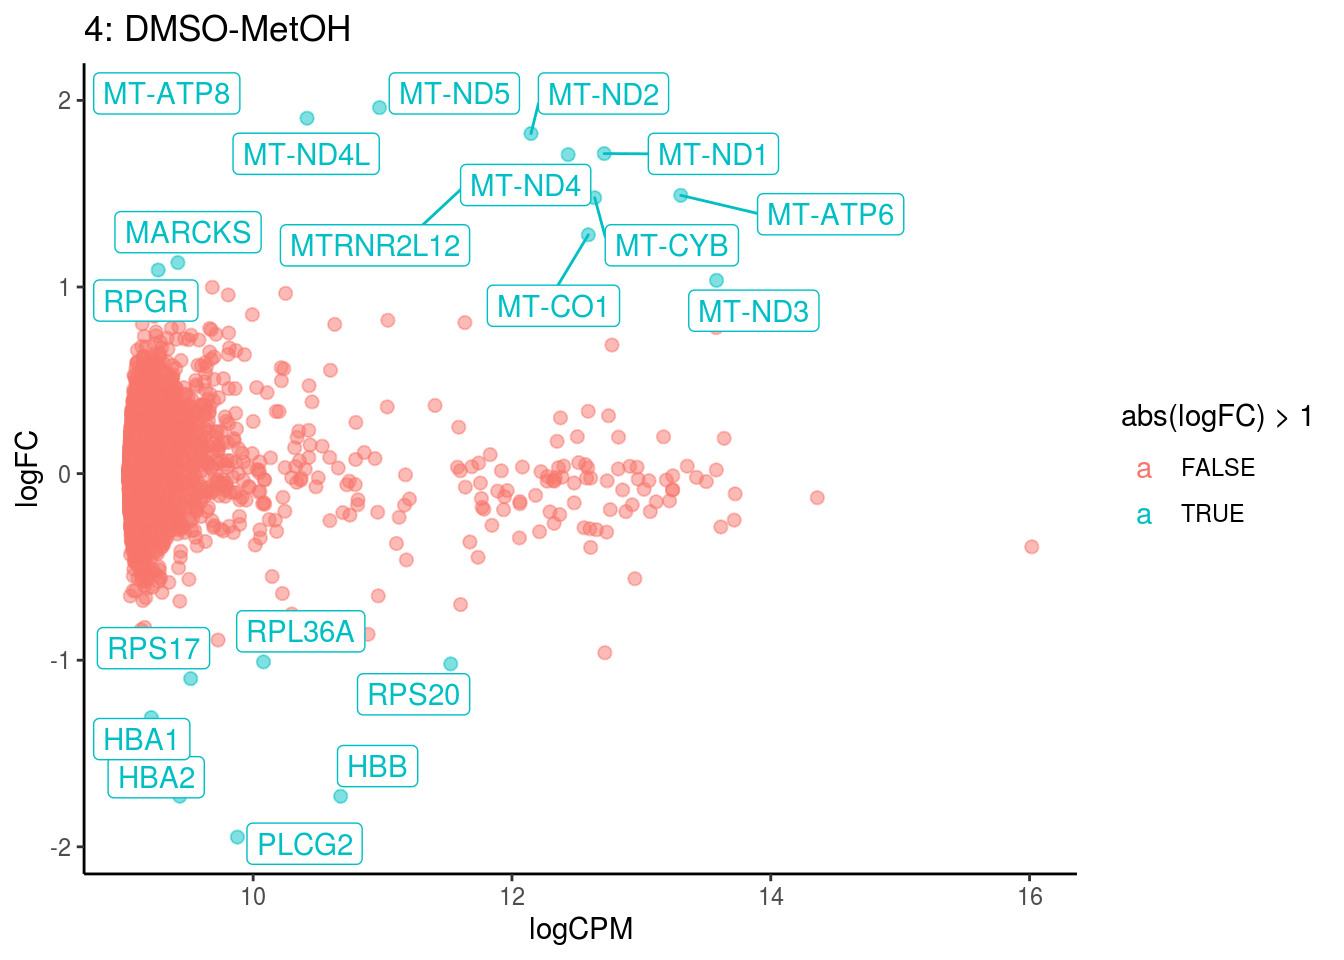 4: DMSO-MetOH
MT-ATP8
MT-ND5
MT-ND2
MT-ND4L
MT-ND1
MT-ND4
MT-ATP6
MARCKS
MTRNR2L12
MT-CYB
RPGR
MT-CO1
MT-ND3
RPS17
RPL36A
RPS20
HBA1
HBA2
HBB
PLCG2
2
1
0
-1
-2
logFC
10
12
14
16
logCPM
abs(logFC) > 1
a FALSE
a TRUE